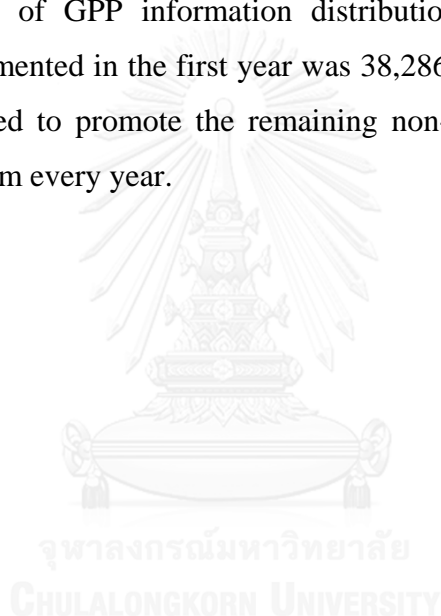 of GPP information distributio
mented in the first year was 38,286
ed to promote the remaining non-
m every year.
จุฬาลงกรณ์มหาวิทยาลัย
CHULALONGKORN UNIVERSITY